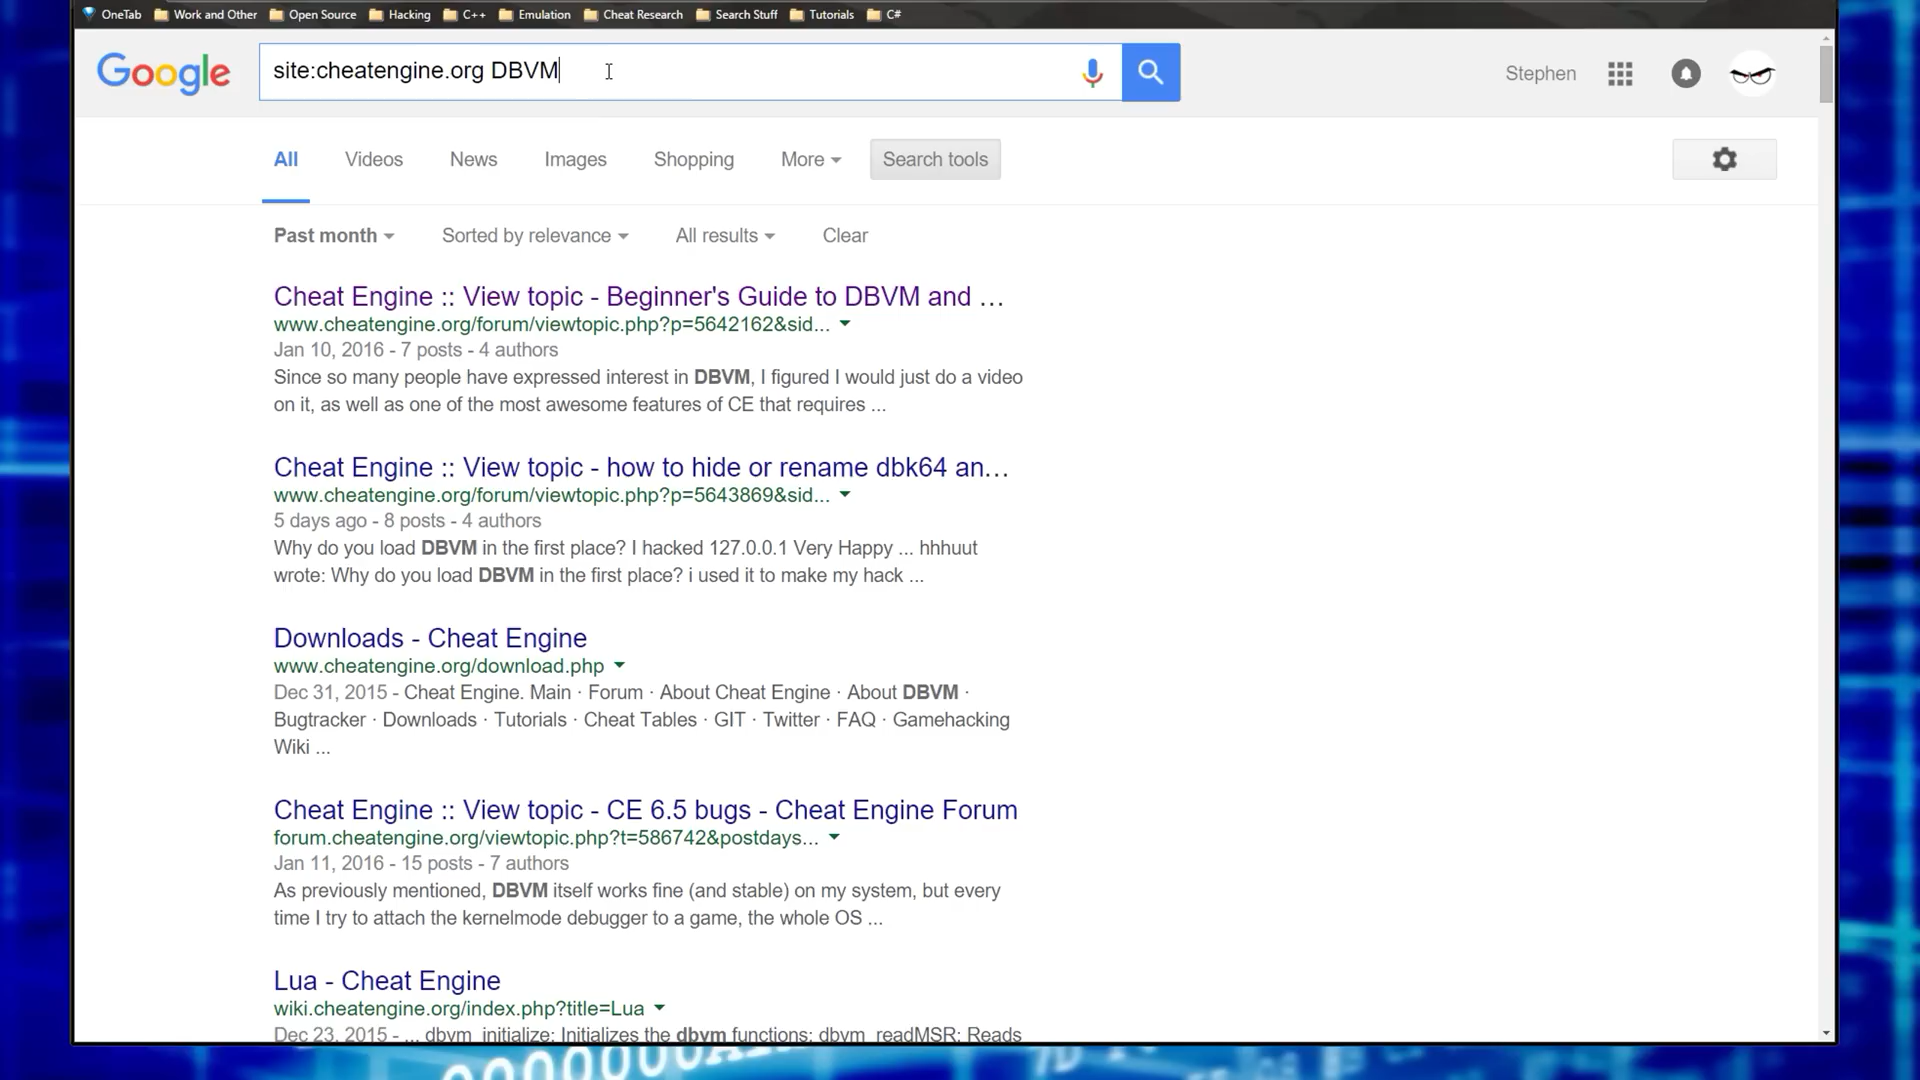 OneTab Work and Other Open Source Hacking C++ Emulation Cheat Research Search Stuff Tutorials C#
Google site:cheatengine.org DBVM Stephen
All Videos News Images Shopping More Search tools
Past month Sorted by relevance All results Clear
Cheat Engine :: View topic - Beginner's Guide to DBVM and ...
www.cheatengine.org/forum/viewtopic.php?p=5642162&sid...
Jan 10, 2016 - 7 posts - 4 authors
Since so many people have expressed interest in DBVM, I figured I would just do a video
on it, as well as one of the most awesome features of CE that requires ...
Cheat Engine :: View topic - how to hide or rename dbk64 an...
www.cheatengine.org/forum/viewtopic.php?p=5643869&sid...
5 days ago - 8 posts - 4 authors
Why do you load DBVM in the first place? I hacked 127.0.0.1 Very Happy ... hhhuut
wrote: Why do you load DBVM in the first place? i used it to make my hack ...
Downloads - Cheat Engine
www.cheatengine.org/download.php
Dec 31, 2015 - Cheat Engine. Main · Forum · About Cheat Engine · About DBVM ·
Bugtracker · Downloads · Tutorials · Cheat Tables · GIT · Twitter · FAQ · Gamehacking
Wiki ...
Cheat Engine :: View topic - CE 6.5 bugs - Cheat Engine Forum
forum.cheatengine.org/viewtopic.php?t=586742&postdays...
Jan 11, 2016 - 15 posts - 7 authors
As previously mentioned, DBVM itself works fine (and stable) on my system, but every
time I try to attach the kernelmode debugger to a game, the whole OS ...
Lua - Cheat Engine
wiki.cheatengine.org/index.php?title=Lua
Dec 23, 2015 - ... dbvm_initialize: Initializes the dbvm functions; dbvm_readMSR: Reads